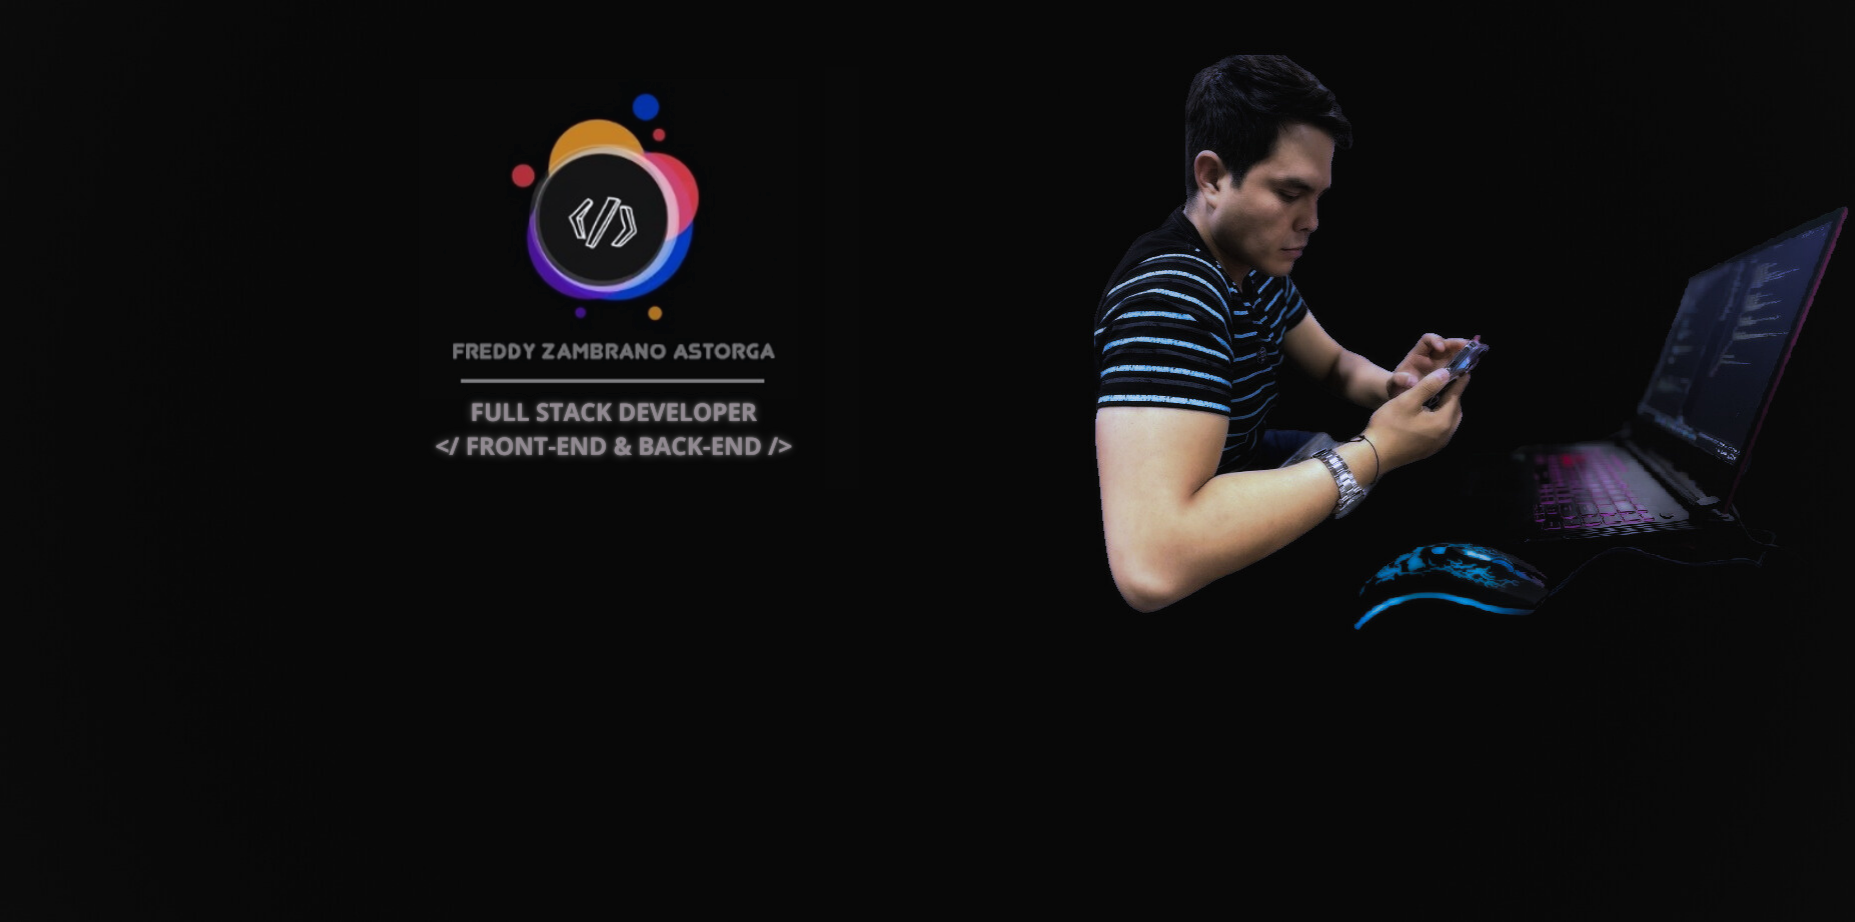 </>
FREDDY ZAMBRANO ASTORGA
FULL STACK DEVELOPER
</ FRONT-END & BACK-END />